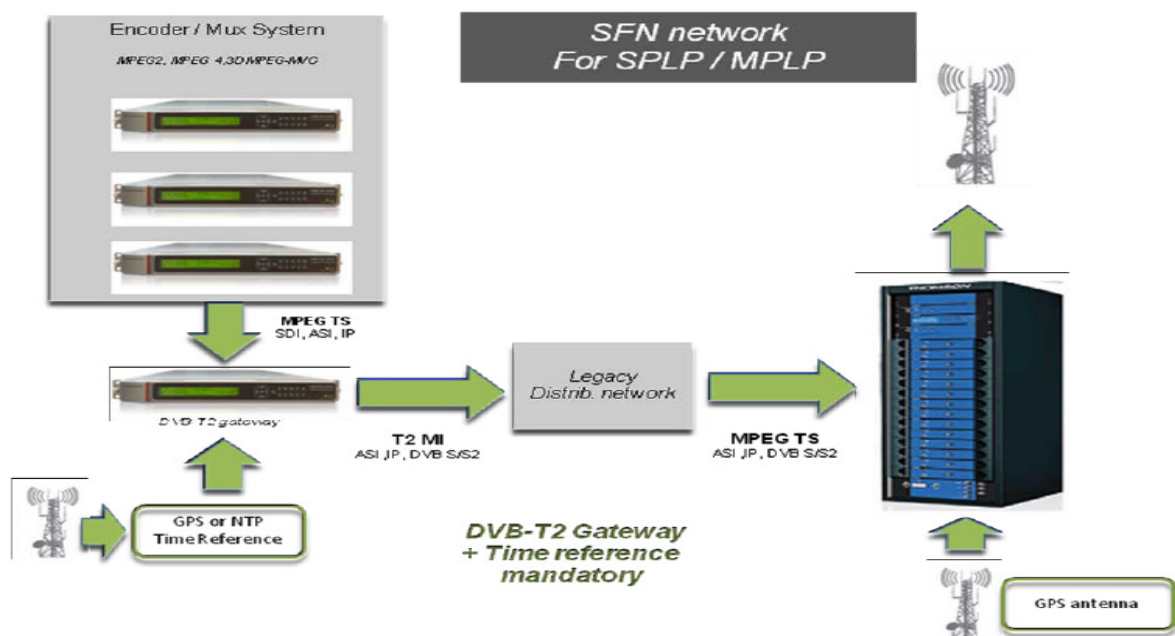 Encoder / Mux System
MPEG2, MPEG 4,3D MPEG-MVC
SFN network
For SPLP / MPLP
MPEG TS
SDI, ASI, IP
DVB T2 gateway
T2 MI
ASI ,IP, DVB S/S2
Legacy
Distrib. network
MPEG TS
ASI ,IP, DVB S/S2
THOMSON
GPS or NTP
Time Reference
DVB-T2 Gateway
+ Time reference
mandatory
GPS antenna